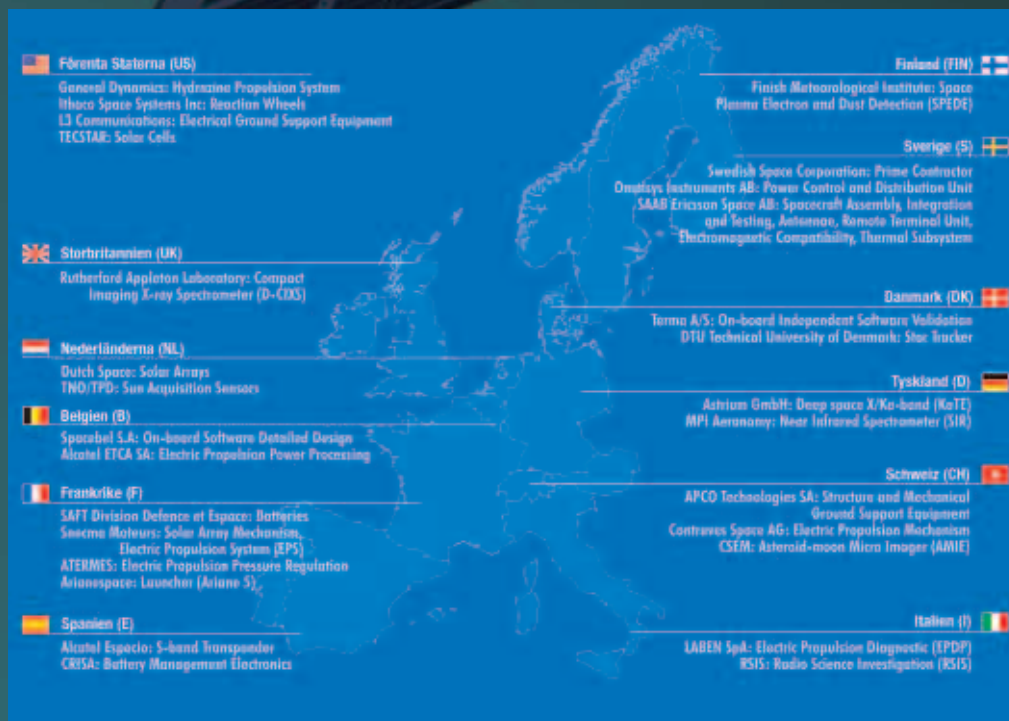 Förenta Staterna (US)
General Dynamics: Hydrazine Propulsion System
Ithaco Space Systems Inc: Reaction Wheels
L3 Communications: Electrical Ground Support Equipment
TECSTAR: Solar Cells
Storbritannien (UK)
Rutherford Appleton Laboratory: Compact
Imaging X-ray Spectrometer (D-CIXS)
Nederländerna (NL)
Dutch Space: Solar Arrays
TNO/TPD: Sun Acquisition Sensors
Belgien (B)
Spacebel S.A: On-board Software Detailed Design
Alcatel ETCA SA: Electric Propulsion Power Processing
Frankrike (F)
SAFT Division Defence et Espace: Batteries
Snecma Moteurs: Solar Array Mechanism,
Electric Propulsion System (EPS)
ATERMES: Electric Propulsion Pressure Regulation
Arianespace: Launcher (Ariane 5)
Spanien (E)
Alcatel Espacio: S-band Transponder
CRISA: Battery Management Electronics
Finland (FIN)
Finish Meteorological Institute: Space
Plasma Electron and Dust Detection (SPEDE)
Sverige (S)
Swedish Space Corporation: Prime Contractor
Omnisys Instruments AB: Power Control and Distribution Unit
SAAB Ericsson Space AB: Spacecraft Assembly, Integration
and Testing, Antennae, Remote Terminal Unit,
Electromagnetic Compatibility, Thermal Subsystem
Danmark (DK)
Terma A/S: On-board Independent Software Validation
DTU Technical University of Denmark: Star Tracker
Tyskland (D)
Astrium GmbH: Deep space X/Ka-band (KaTE)
MPI Aeronomy: Near Infrared Spectrometer (SIR)
Schweiz (CH)
APCO Technologies SA: Structure and Mechanical
Ground Support Equipment
Contraves Space AG: Electric Propulsion Mechanism
CSEM: Asteroid-moon Micro Imager (AMIE)
Italien (I)
LABEN SpA: Electric Propulsion Diagnostic (EPDP)
RSIS: Radio Science Investigation (RSIS)